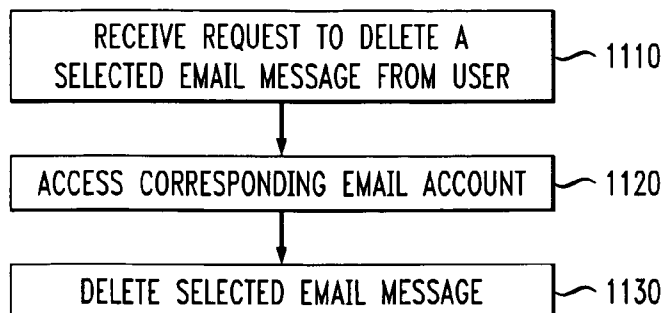 RECEIVE REQUEST TO DELETE A
SELECTED EMAIL MESSAGE FROM USER
1110
ACCESS CORRESPONDING EMAIL ACCOUNT
1120
DELETE SELECTED EMAIL MESSAGE
1130